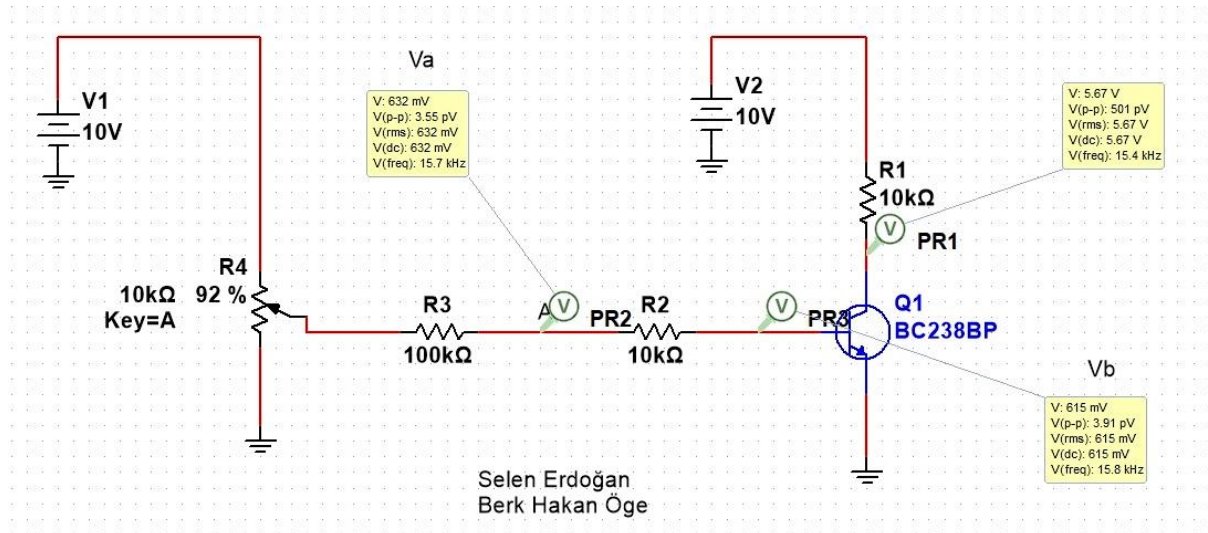 Va
V: 632 mV
V(p-p): 3.55 pV
V(rms): 632 mV
V(dc): 632 mV
V(freq): 15.7 kHz
V1
10V
V2
10V
V: 5.67 V
V(p-p): 501 pV
V(rms): 5.67 V
V(dc): 5.67 V
V(freq): 15.4 kHz
R1
10kΩ
V
PR1
R4
10kΩ 92 %
Key=A
R3
100kΩ
A
V
PR2
R2
10kΩ
V
PR3
Q1
BC238BP
Vb
V: 615 mV
V(p-p): 3.91 pV
V(rms): 615 mV
V(dc): 615 mV
V(freq): 15.8 kHz
Selen Erdoğan
Berk Hakan Öge